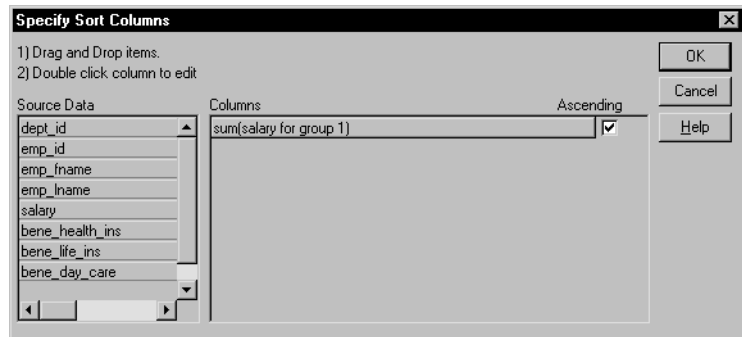 Specify Sort Columns
1) Drag and Drop items.
2) Double click column to edit
OK
Cancel
Help
Source Data
dept_id
emp_id
emp_fname
emp_lname
salary
bene_health_ins
bene_life_ins
bene_day_care
Columns
Ascending
sum(salary for group 1)